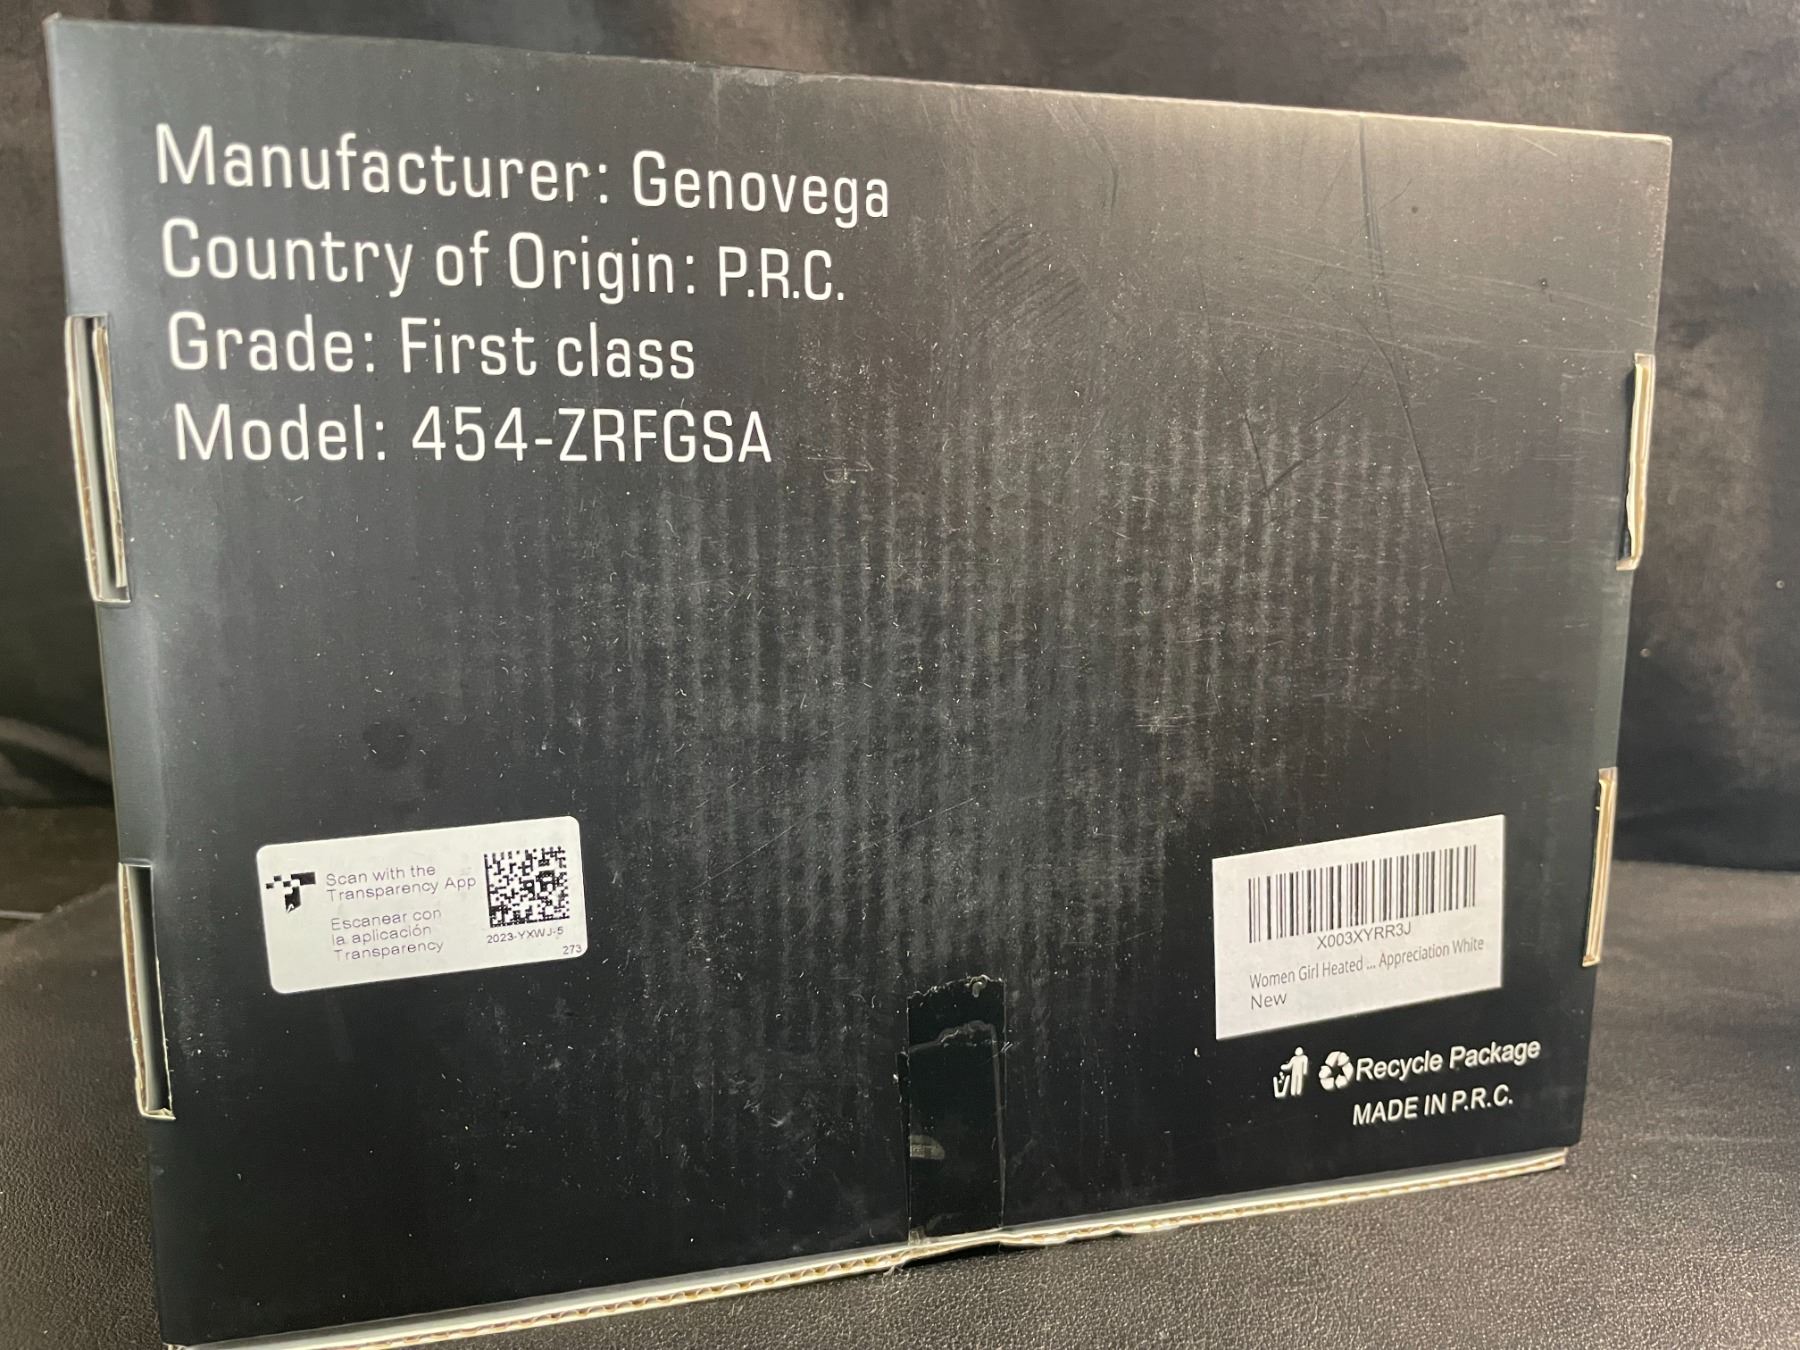 Manufacturer: Genovega
Country of Origin: P.R.C.
Grade: First class
Model: 454-ZRFGSA
Scan with the
Transparency App
Escanear con
la aplicación
Transparency
2023-YXWJ-5
273
X003XYRR3J
Women Girl Heated ... Appreciation White
New
Recycle Package
MADE IN P.R.C.